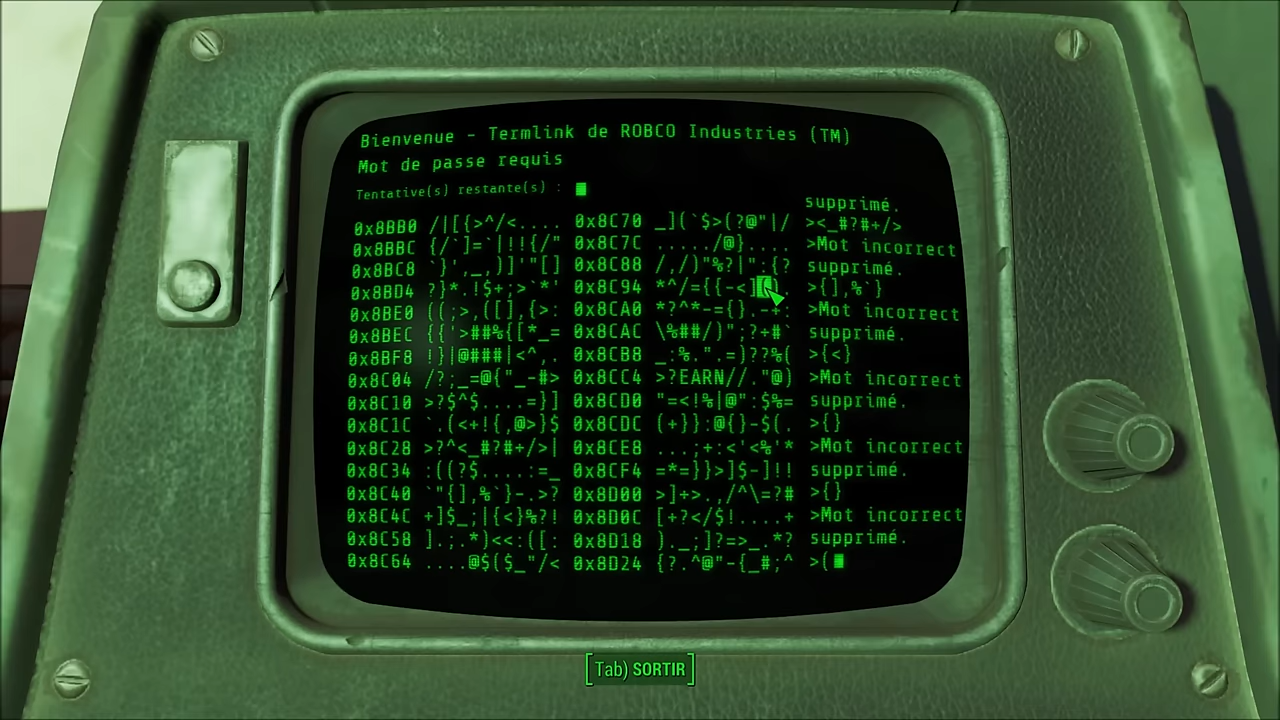 Bienvenue - Termlink de ROBCO Industries (TM)
Mot de passe requis
Tentative(s) restante(s) :
0x8BB0 /|[{>^/<.... 0x8C70 _](`$>(?@"|/
0x8BBC {/`]=`|!!{/" 0x8C7C ...../@}....
0x8BC8 `}',_,)]'"[] 0x8C88 /,/)"%?|":{?
0x8BD4 ?}*.!$+;>`*' 0x8C94 *^/={{-<](
0x8BE0 ((;>,([],{>: 0x8CA0 *?^*-={}.-+:
0x8BEC {{'>##%{[*_= 0x8CAC \%##/)";?+#`
0x8BF8 !}|@###|<^,. 0x8CB8 _:%.".=)??%(
0x8C04 /?;_=@{"_-#> 0x8CC4 >?EARN//."@)
0x8C10 >?$^$....=}] 0x8CD0 "=<!%|@":$%=
0x8C1C `.(<+!{,@>}$ 0x8CDC (+}}:@{}-$(.
0x8C28 >?^<_#?#+/>| 0x8CE8 ...;+:<'<%'*
0x8C34 :((?$....:=_ 0x8CF4 =*=}}>]$-]!!
0x8C40 `"{],%`}-.>? 0x8D00 >]+>.,/^\=?#
0x8C4C +]$_;|{<}%?! 0x8D0C [+?</$!....+
0x8C58 ].;.*)<<:([: 0x8D18 )._;]?=>_.*?
0x8C64 ....@$($_"/< 0x8D24 {?.^@"-{_#;^
supprimé.
><_#?#+/>
>Mot incorrect
supprimé.
>{],%`}
>Mot incorrect
supprimé.
>{<}
>Mot incorrect
supprimé.
>{}
>Mot incorrect
supprimé.
>{}
>Mot incorrect
supprimé.
>(
[Tab) SORTIR]